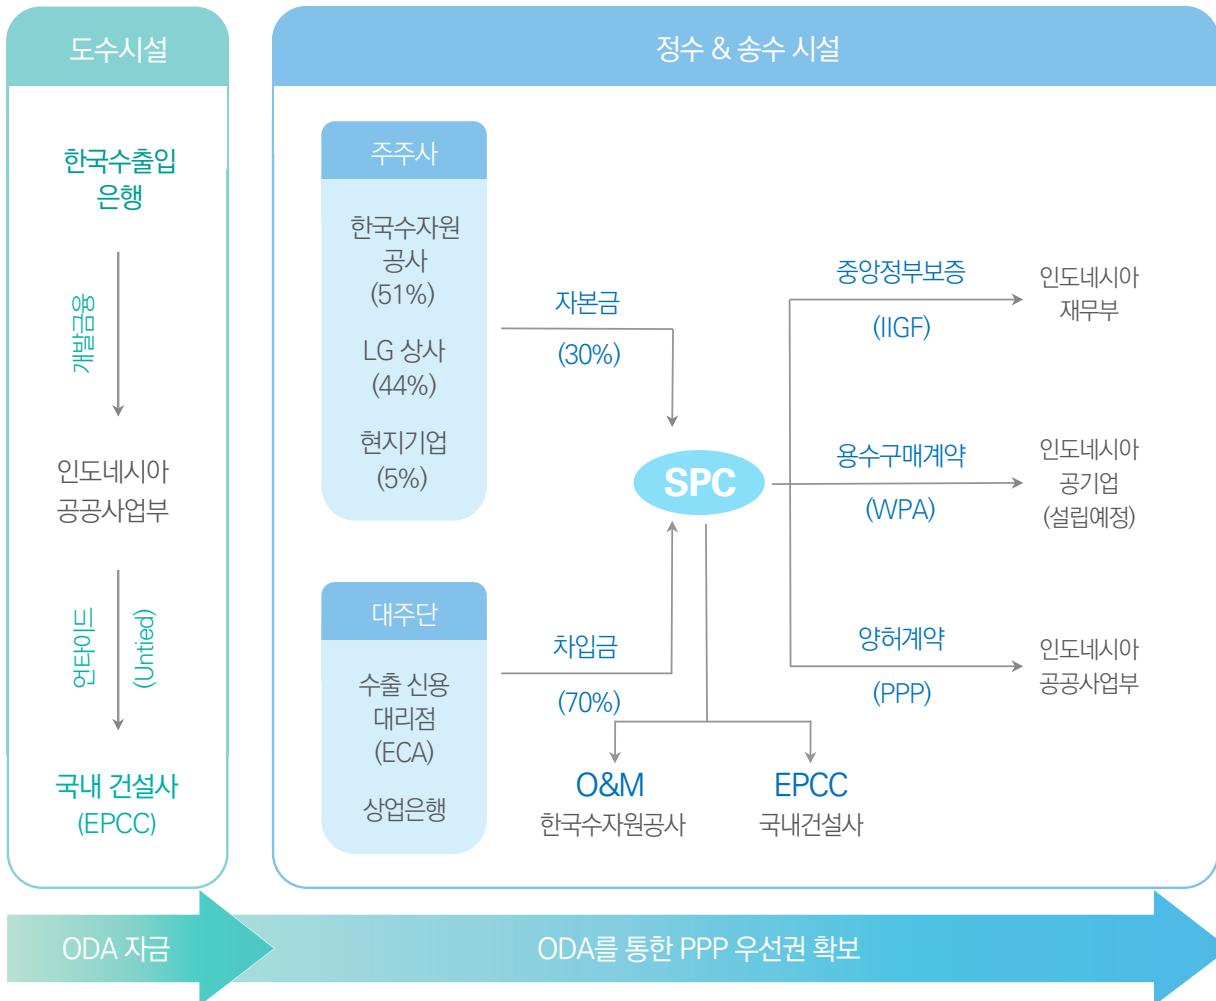 도수시설
한국수출입
은행
개발금융
인도네시아
공공사업부
언타이드
(Untied)
국내 건설사
(EPCC)
정수 & 송수 시설
주주사
한국수자원
공사
(51%)
LG 상사
(44%)
현지기업
(5%)
자본금
(30%)
대주단
수출 신용
대리점
(ECA)
상업은행
차입금
(70%)
SPC
중앙정부보증
(IIGF)
인도네시아
재무부
용수구매계약
(WPA)
인도네시아
공기업
(설립예정)
양허계약
(PPP)
인도네시아
공공사업부
O&M
한국수자원공사
EPCC
국내건설사
ODA 자금
ODA를 통한 PPP 우선권 확보